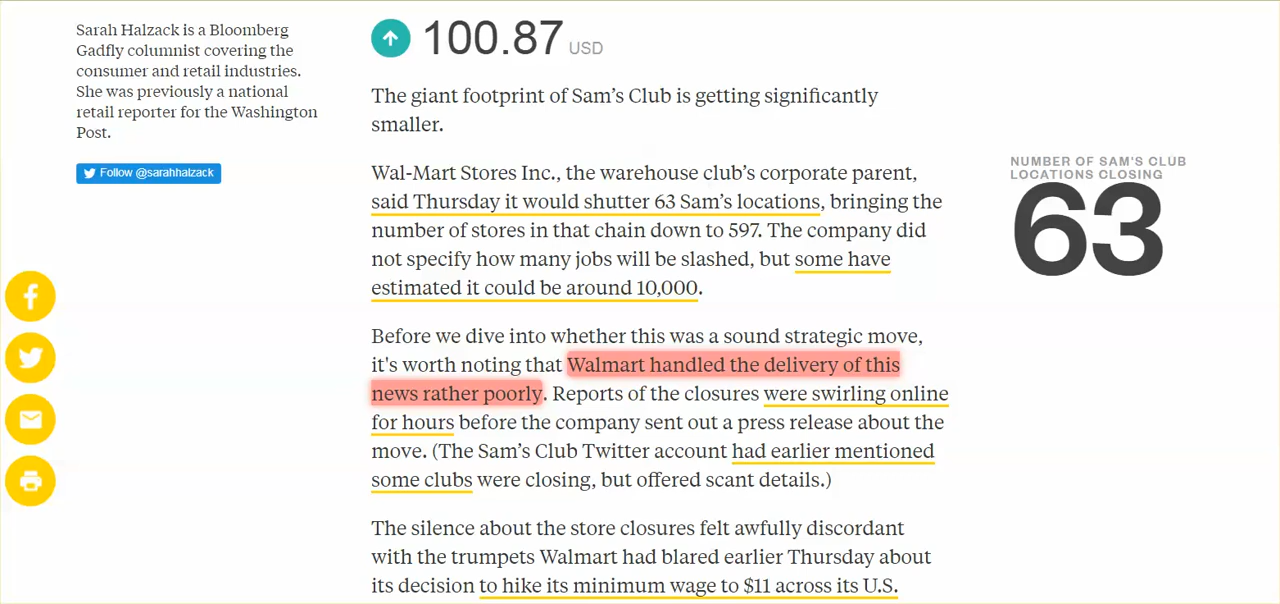 Sarah Halzack is a Bloomberg
Gadfly columnist covering the
consumer and retail industries.
She was previously a national
retail reporter for the Washington
Post.
Follow @sarahhalzack
100.87 USD
The giant footprint of Sam’s Club is getting significantly
smaller.
Wal-Mart Stores Inc., the warehouse club’s corporate parent,
said Thursday it would shutter 63 Sam’s locations, bringing the
number of stores in that chain down to 597. The company did
not specify how many jobs will be slashed, but some have
estimated it could be around 10,000.
Before we dive into whether this was a sound strategic move,
it's worth noting that Walmart handled the delivery of this
news rather poorly. Reports of the closures were swirling online
for hours before the company sent out a press release about the
move. (The Sam’s Club Twitter account had earlier mentioned
some clubs were closing, but offered scant details.)
The silence about the store closures felt awfully discordant
with the trumpets Walmart had blared earlier Thursday about
its decision to hike its minimum wage to $11 across its U.S.
NUMBER OF SAM'S CLUB
LOCATIONS CLOSING
63